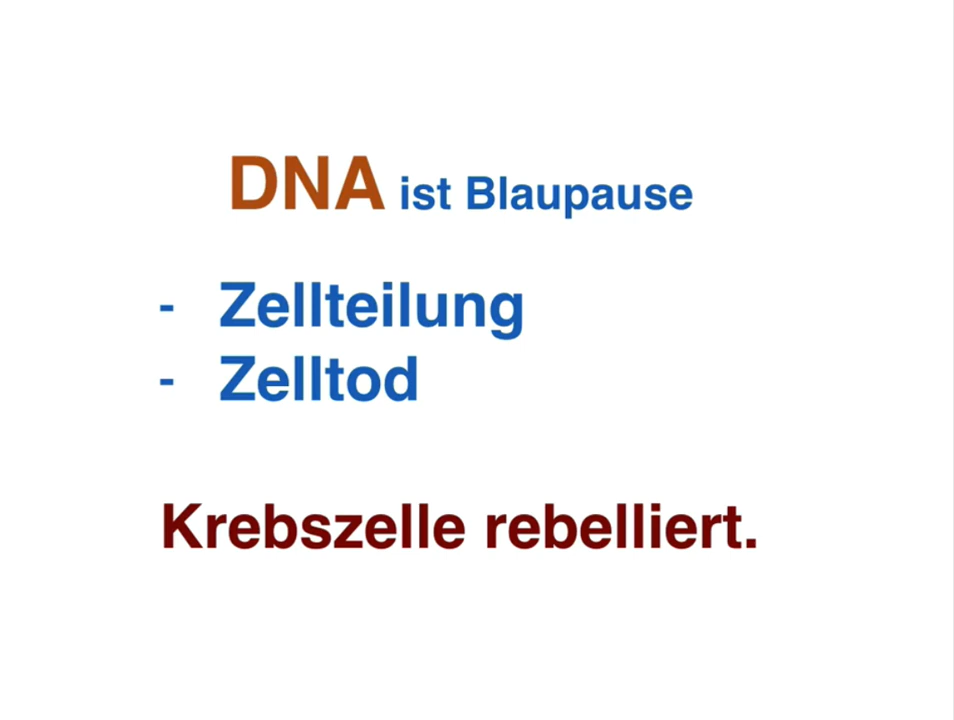 DNA ist Blaupause
- Zellteilung
- Zelltod
Krebszelle rebelliert.